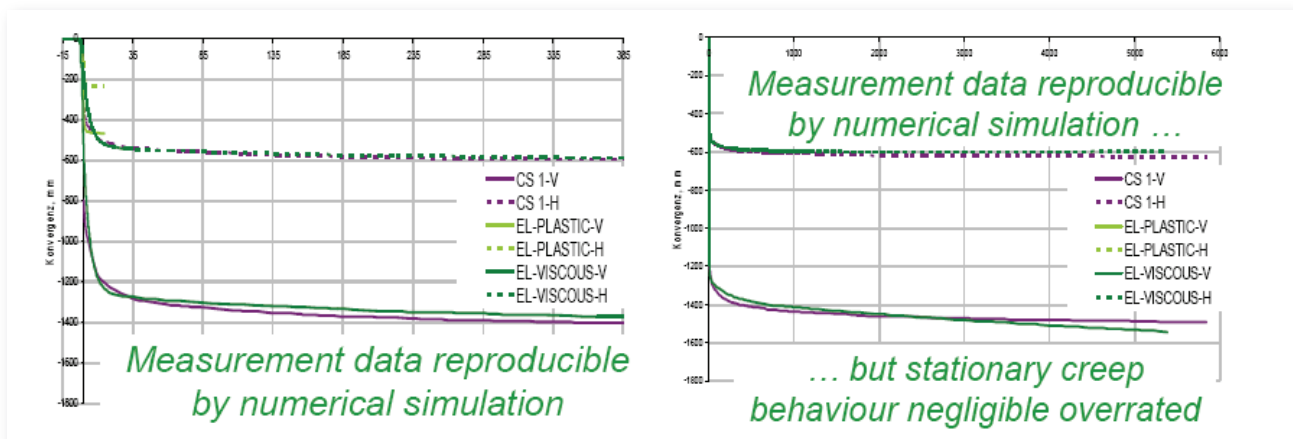 0
-15
35
85
135
185
235
285
335
385
-200
-400
-600
-800
-1000
-1200
-1400
-1600
-1800
Konvergenz, mm
CS 1-V
CS 1-H
EL-PLASTIC-V
EL-PLASTIC-H
EL-VISCOUS-V
EL-VISCOUS-H
Measurement data reproducible
by numerical simulation
0
0
1000
2000
3000
4000
5000
6000
-200
-400
-600
-800
-1000
-1200
-1400
-1600
-1800
Konvergenz, mm
Measurement data reproducible
by numerical simulation ...
CS 1-V
CS 1-H
EL-PLASTIC-V
EL-PLASTIC-H
EL-VISCOUS-V
EL-VISCOUS-H
... but stationary creep
behaviour negligible overrated